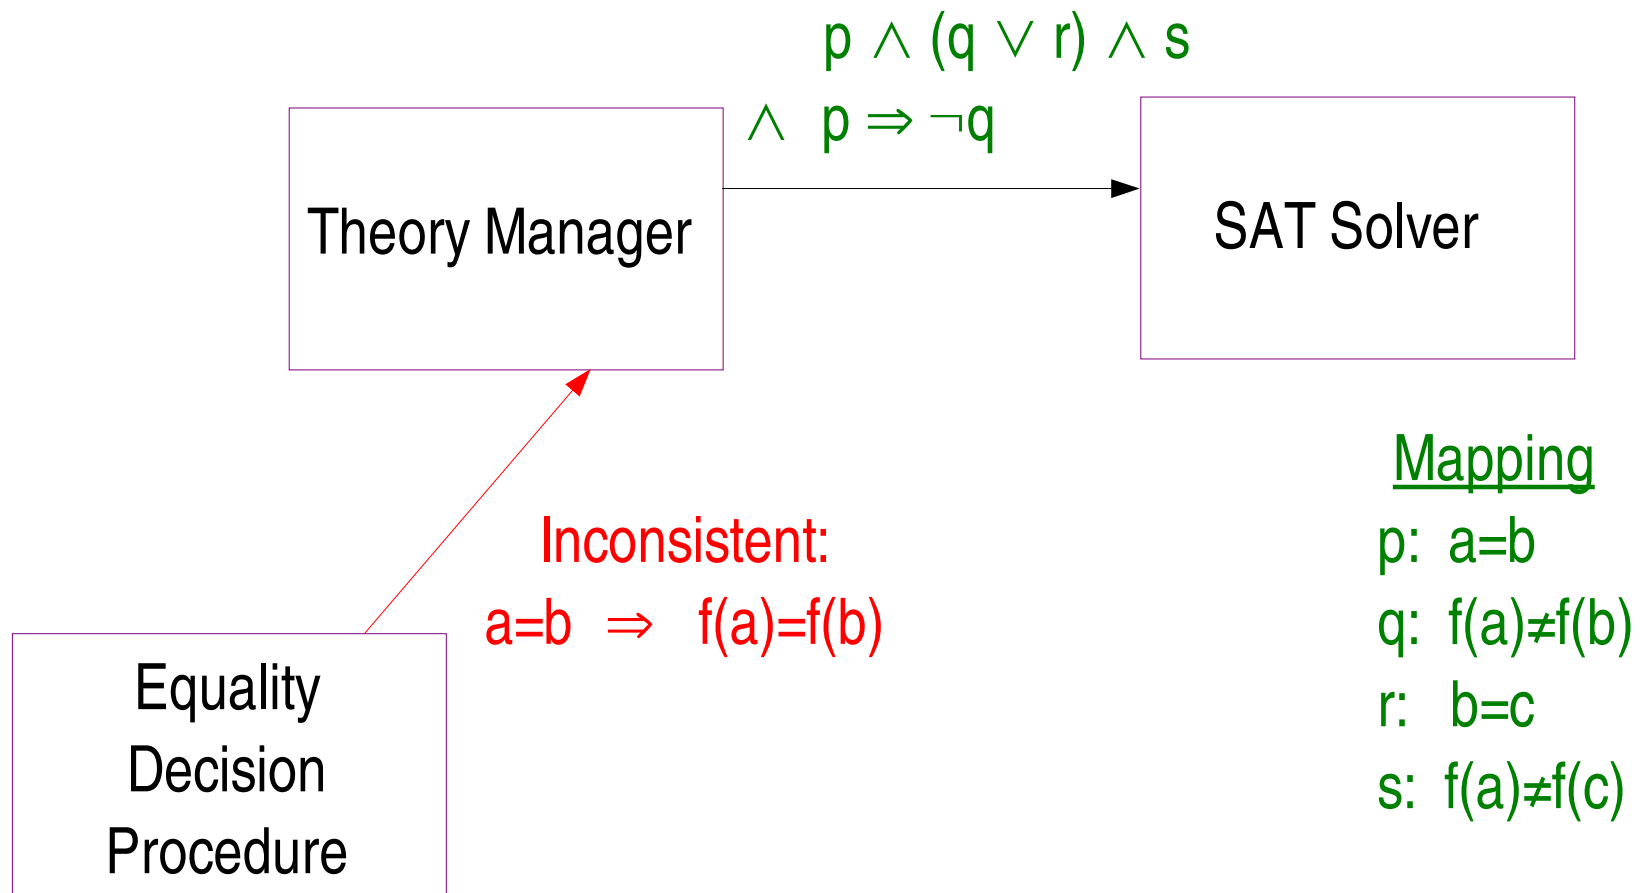 p ∧ (q ∨ r) ∧ s
∧ p ⇒ ¬q
Theory Manager
SAT Solver
Inconsistent:
a=b ⇒ f(a)=f(b)
Equality
Decision
Procedure
Mapping
p: a=b
q: f(a)≠f(b)
r: b=c
s: f(a)≠f(c)